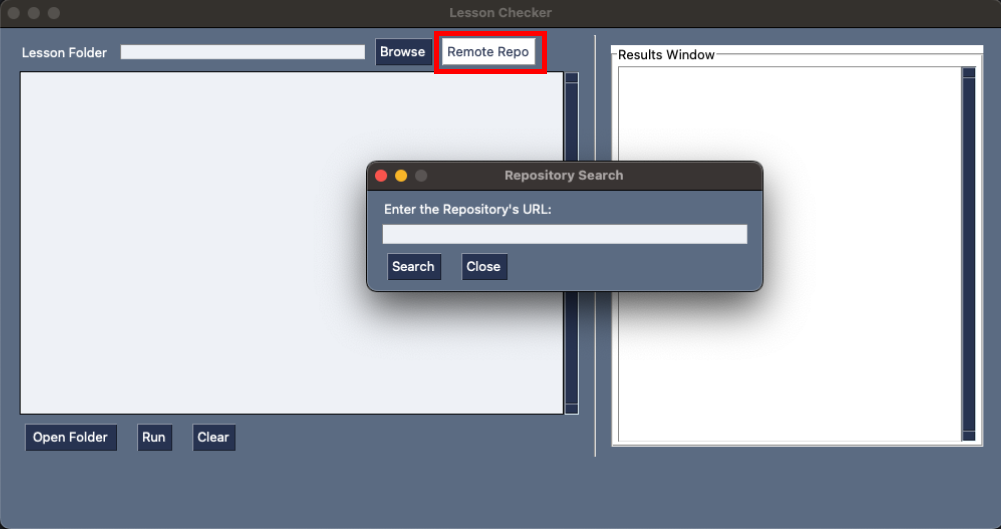 Lesson Checker
Lesson Folder
Browse
Remote Repo
Results Window
Repository Search
Enter the Repository's URL:
Search
Close
Open Folder
Run
Clear